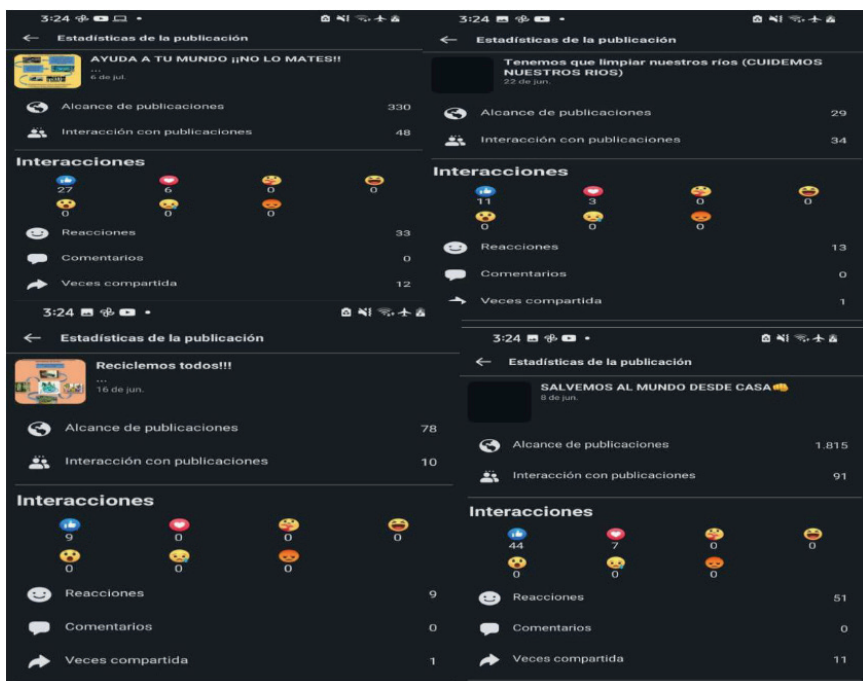 3:24
Estadísticas de la publicación
AYUDA A TU MUNDO ¡¡NO LO MATES!!
...
6 de jul.
Alcance de publicaciones 330
Interacción con publicaciones 48
Interacciones
27 6 0 0
0 0 0
Reacciones 33
Comentarios 0
Veces compartida 12
3:24
Estadísticas de la publicación
Tenemos que limpiar nuestros ríos (CUIDEMOS
NUESTROS RIOS)
22 de jun.
Alcance de publicaciones 29
Interacción con publicaciones 34
Interacciones
11 3 0 0
0 0 0
Reacciones 13
Comentarios 0
Veces compartida 1
3:24
Estadísticas de la publicación
Reciclemos todos!!!
...
16 de jun.
Alcance de publicaciones 78
Interacción con publicaciones 10
Interacciones
9 0 0 0
0 0 0
Reacciones 9
Comentarios 0
Veces compartida 1
3:24
Estadísticas de la publicación
SALVEMOS AL MUNDO DESDE CASA👊
8 de jun.
Alcance de publicaciones 1.815
Interacción con publicaciones 91
Interacciones
44 7 0 0
0 0 0
Reacciones 51
Comentarios 0
Veces compartida 11